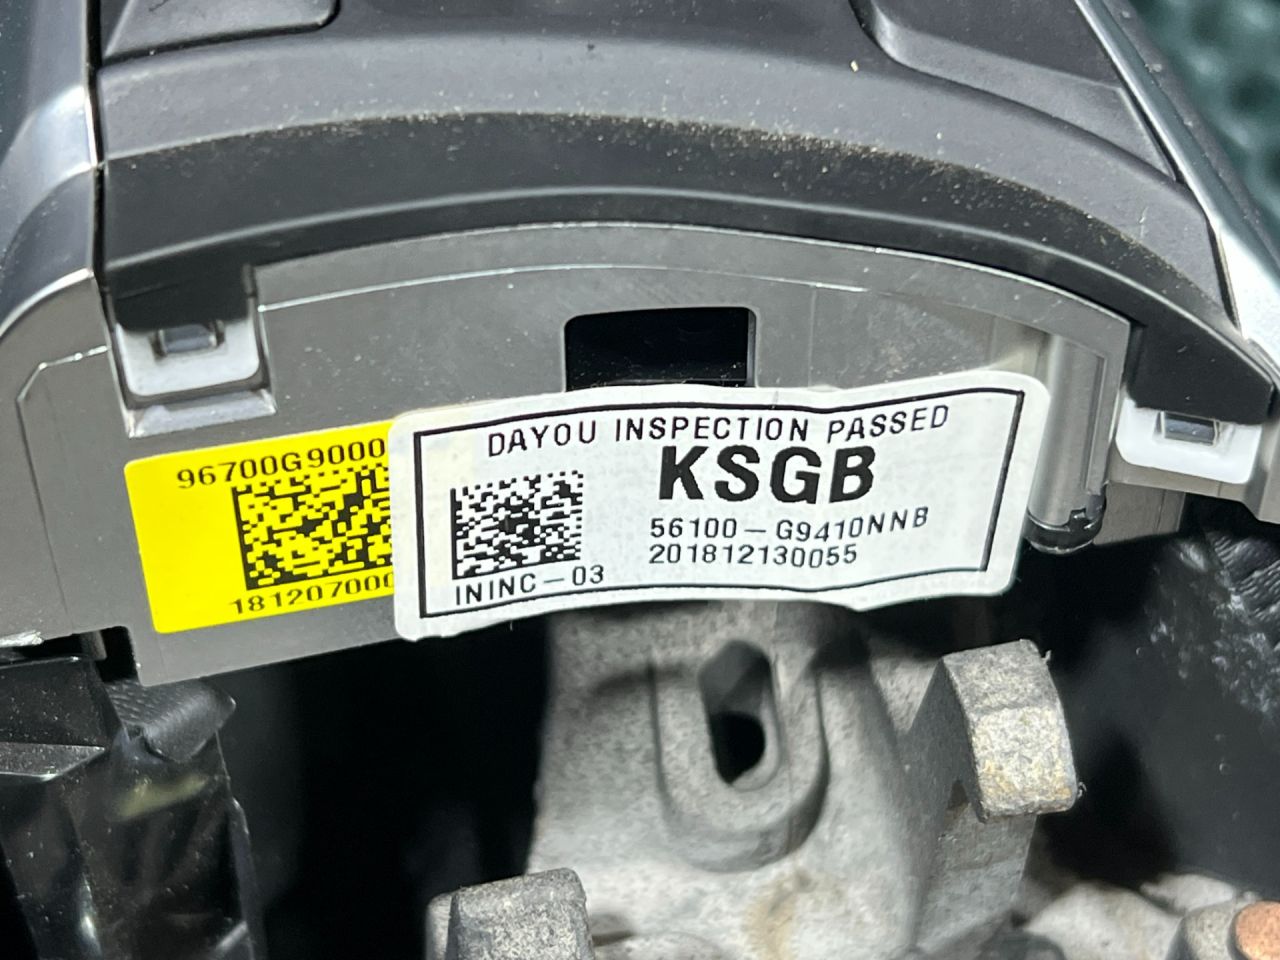 96700G9000
181207000
DAYOU INSPECTION PASSED
KSGB
56100-G9410NNB
201812130055
ININC-03